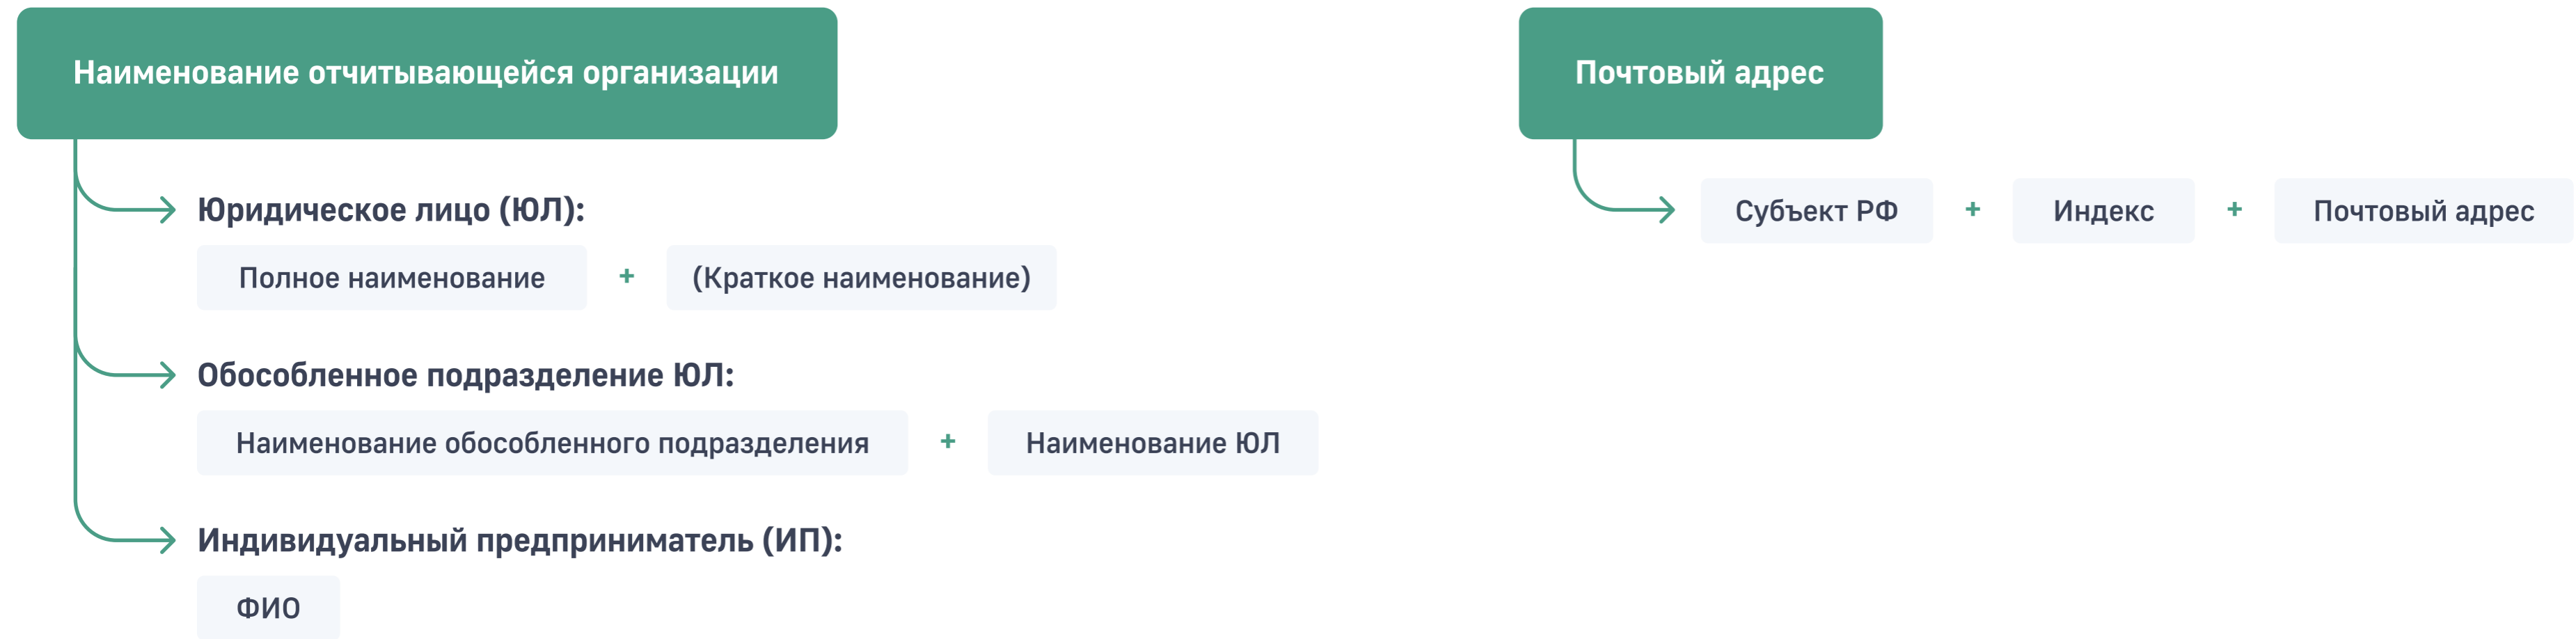 Наименование отчитывающейся организации
Юридическое лицо (ЮЛ):
Полное наименование + (Краткое наименование)
Обособленное подразделение ЮЛ:
Наименование обособленного подразделения + Наименование ЮЛ
Индивидуальный предприниматель (ИП):
ФИО
Почтовый адрес
Субъект РФ + Индекс + Почтовый адрес